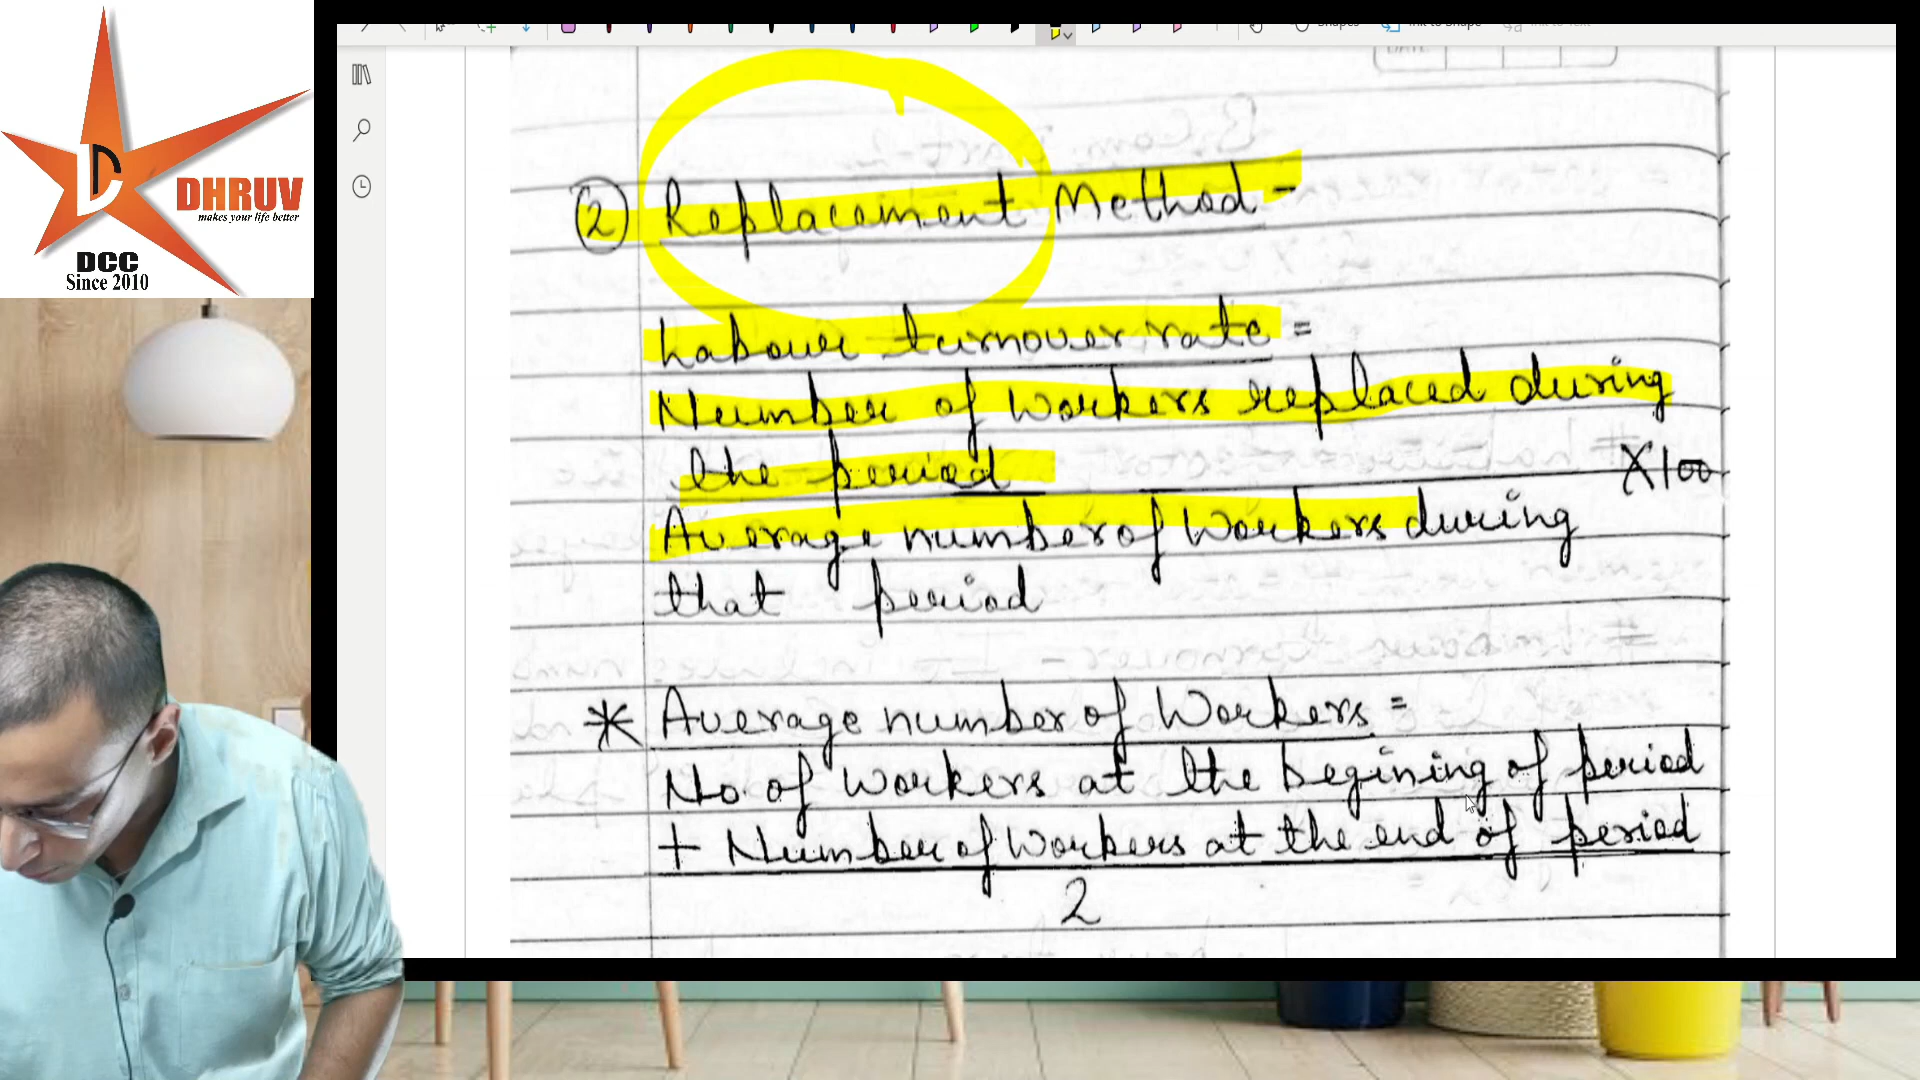 DHRUV
makes your life better
DCC
Since 2010
② Replacement Method -
Labour turnover rate =
Number of workers replaced during
the period
X100
Average number of Workers during
that period
* Average number of Workers =
No of workers at the begining of period
+ Number of Workers at the end of period
2